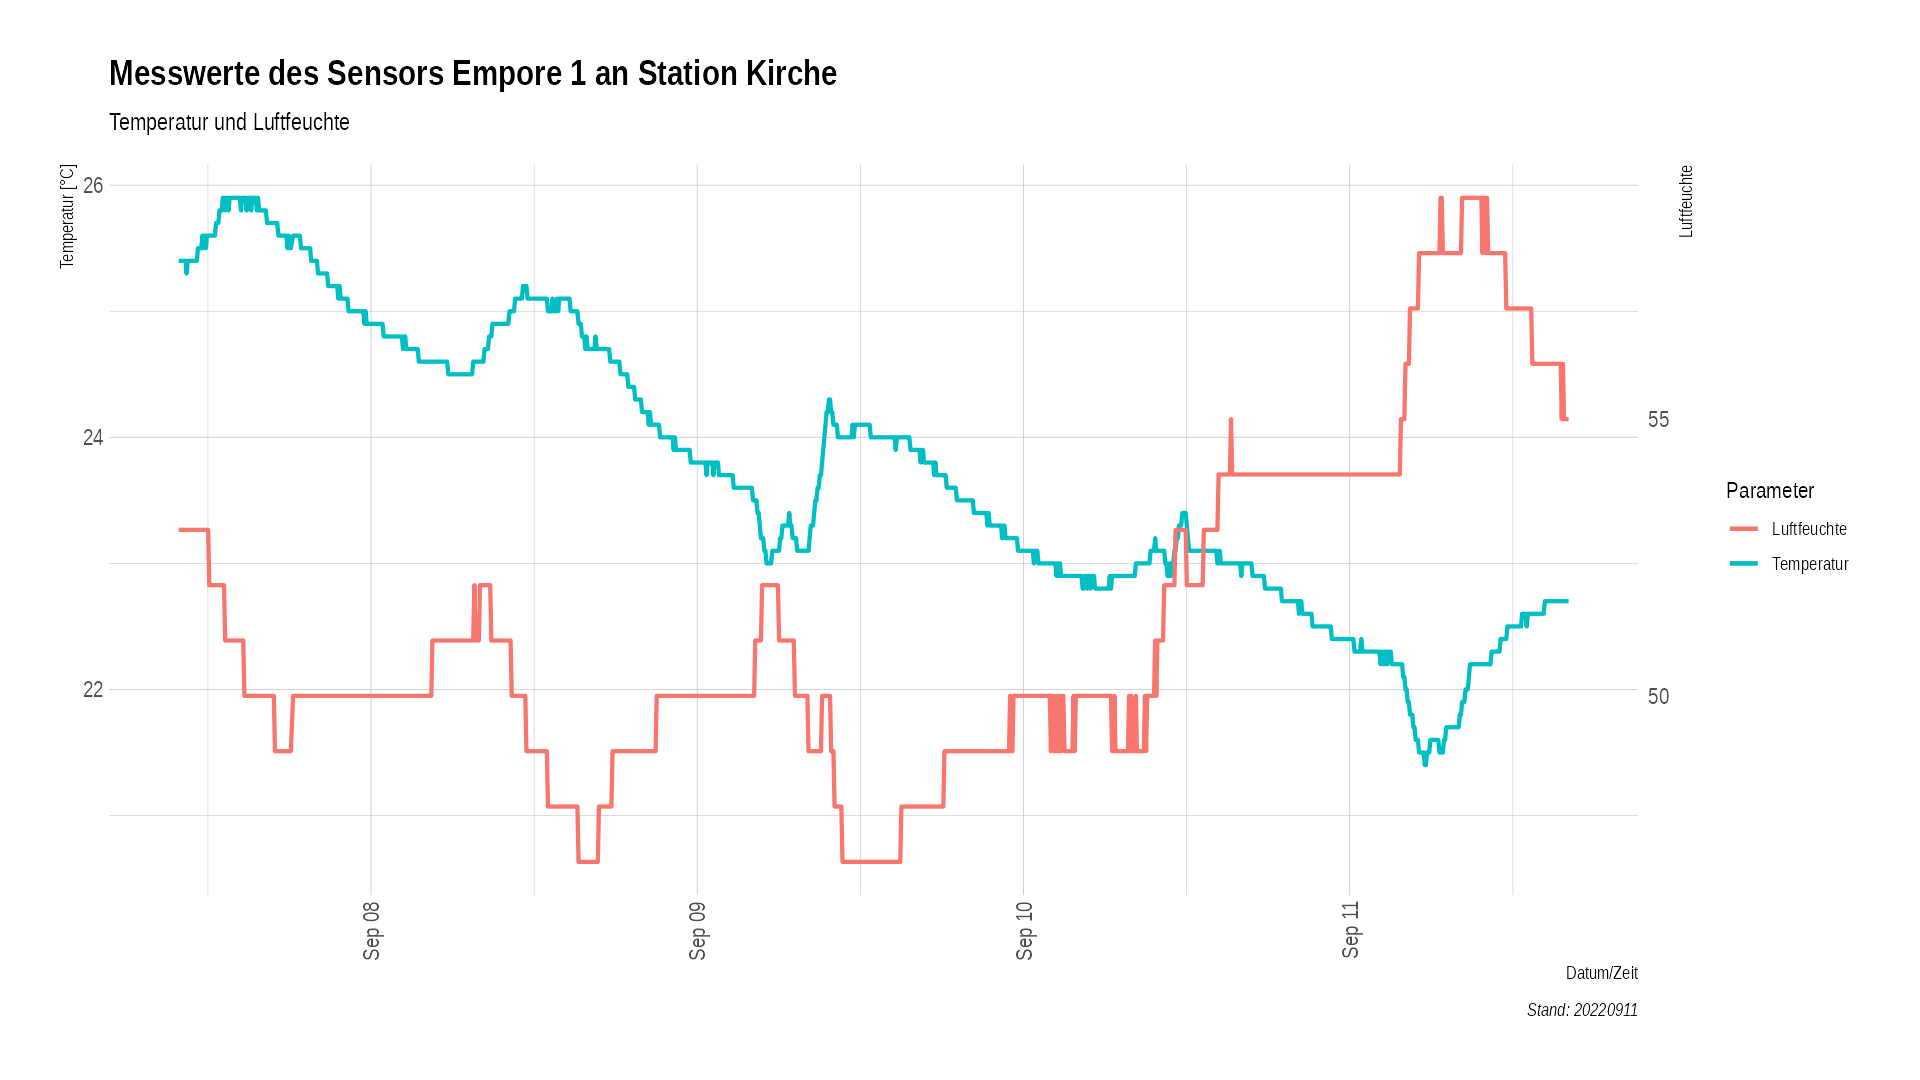 Messwerte des Sensors Empore 1 an Station Kirche
Temperatur und Luftfeuchte
Temperatur [°C]
Luftfeuchte
26
24
22
55
50
Parameter
Luftfeuchte
Temperatur
Sep 08
Sep 09
Sep 10
Sep 11
Datum/Zeit
Stand: 20220911